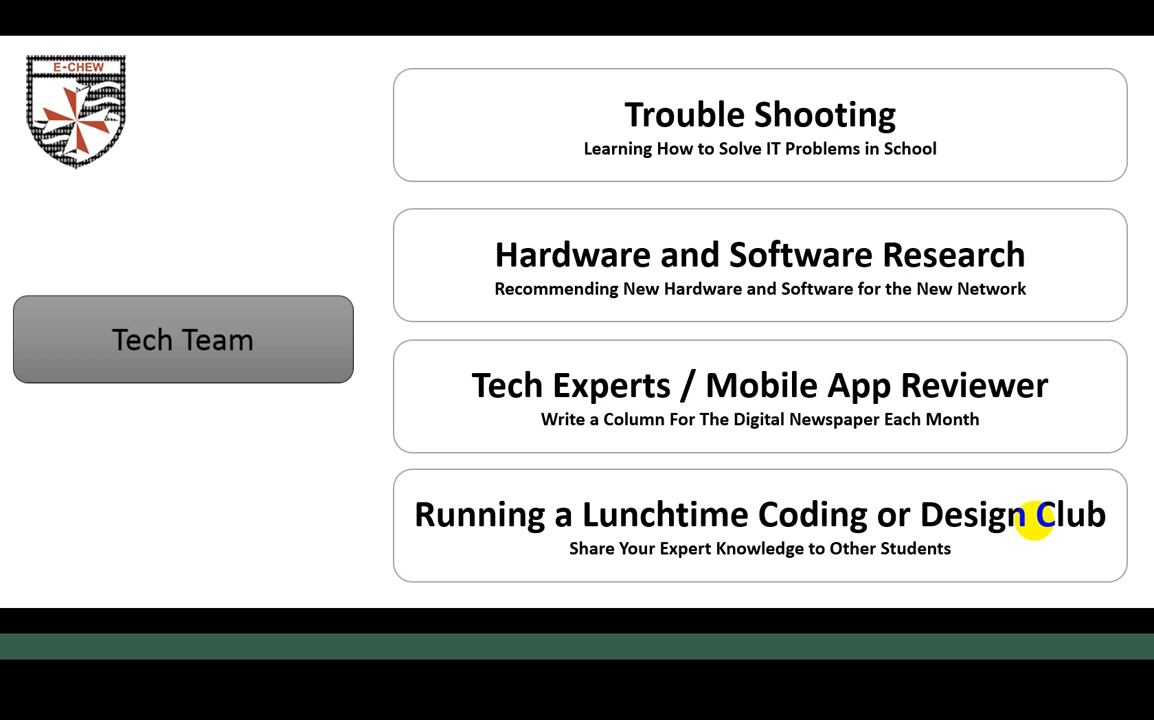 E-CHEW
Trouble Shooting
Learning How to Solve IT Problems in School
Hardware and Software Research
Recommending New Hardware and Software for the New Network
Tech Team
Tech Experts / Mobile App Reviewer
Write a Column For The Digital Newspaper Each Month
Running a Lunchtime Coding or Design Club
Share Your Expert Knowledge to Other Students